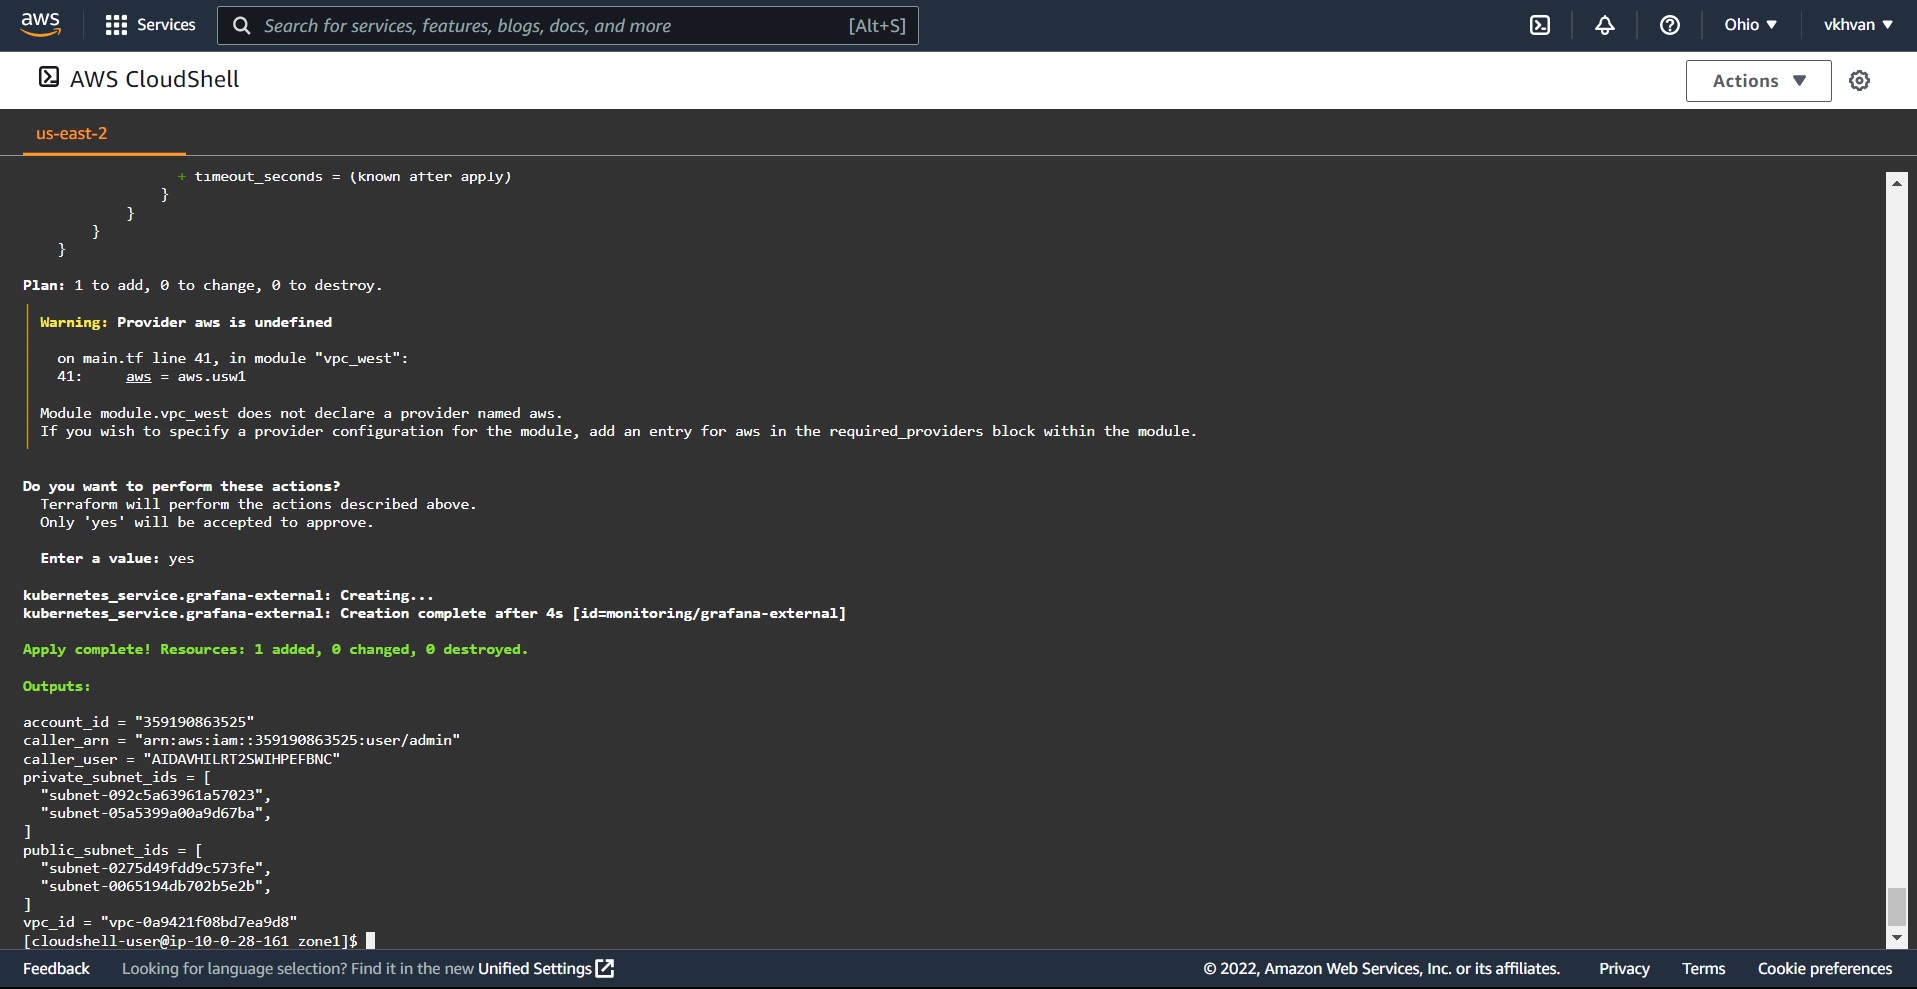 aws
Services
Search for services, features, blogs, docs, and more [Alt+S]
Ohio ▼
vkhvan ▼
AWS CloudShell
Actions ▼
us-east-2
+ timeout_seconds = (known after apply)
}
}
}
}
Plan: 1 to add, 0 to change, 0 to destroy.
Warning: Provider aws is undefined
on main.tf line 41, in module "vpc_west":
41: aws = aws.usw1
Module module.vpc_west does not declare a provider named aws.
If you wish to specify a provider configuration for the module, add an entry for aws in the required_providers block within the module.
Do you want to perform these actions?
Terraform will perform the actions described above.
Only 'yes' will be accepted to approve.
Enter a value: yes
kubernetes_service.grafana-external: Creating...
kubernetes_service.grafana-external: Creation complete after 4s [id=monitoring/grafana-external]
Apply complete! Resources: 1 added, 0 changed, 0 destroyed.
Outputs:
account_id = "359190863525"
caller_arn = "arn:aws:iam::359190863525:user/admin"
caller_user = "AIDAVHILRT2SWIHPEFBNC"
private_subnet_ids = [
"subnet-092c5a63961a57023",
"subnet-05a5399a00a9d67ba",
]
public_subnet_ids = [
"subnet-0275d49fdd9c573fe",
"subnet-0065194db702b5e2b",
]
vpc_id = "vpc-0a9421f08bd7ea9d8"
[cloudshell-user@ip-10-0-28-161 zone1]$
Feedback
Looking for language selection? Find it in the new Unified Settings
© 2022, Amazon Web Services, Inc. or its affiliates.
Privacy
Terms
Cookie preferences